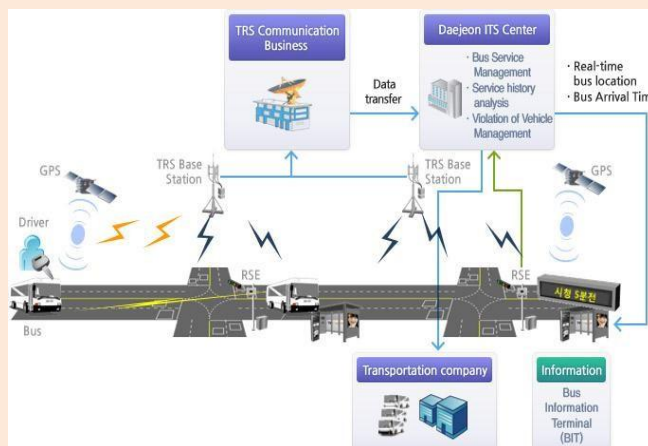 TRS Communication
Business
Daejeon ITS Center
· Bus Service
Management
· Service history
analysis
· Violation of Vehicle
Management
Data
transfer
· Real-time
bus location
· Bus Arrival Tim
TRS Base
Station
TRS Base
Station
GPS
GPS
Driver
RSE
RSE
시청 5분전
Bus
Transportation company
Information
Bus
Information
Terminal
(BIT)